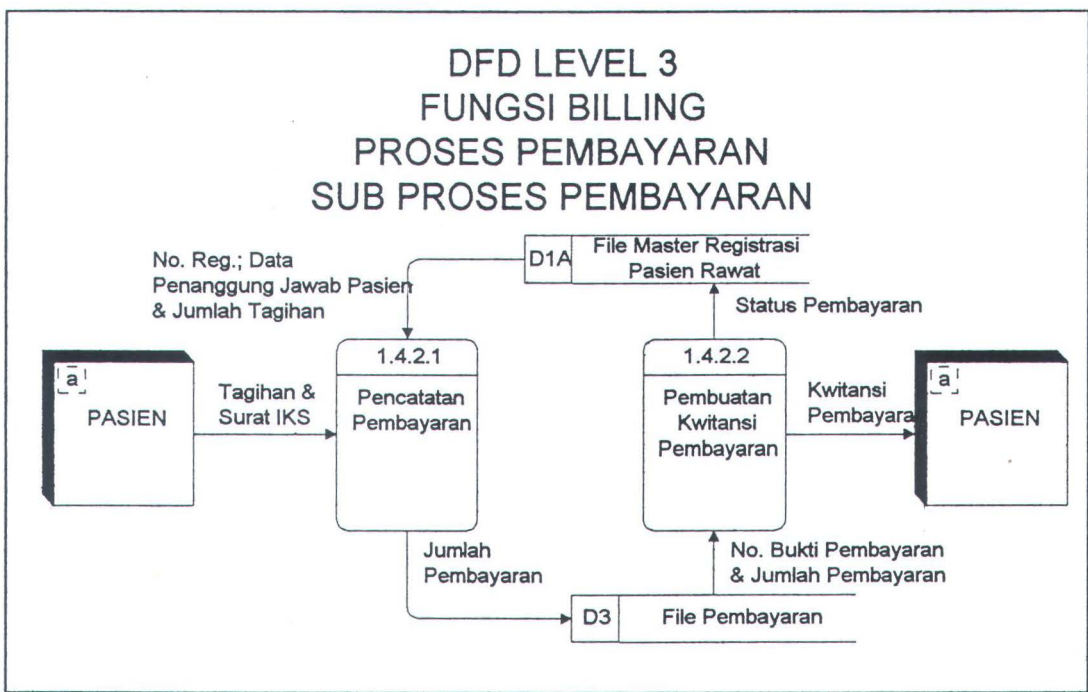 DFD LEVEL 3
FUNGSI BILLING
PROSES PEMBAYARAN
SUB PROSES PEMBAYARAN
No. Reg.; Data
Penanggung Jawab Pasien
& Jumlah Tagihan
D1A
File Master Registrasi
Pasien Rawat
Status Pembayaran
a
PASIEN
Tagihan &
Surat IKS
1.4.2.1
Pencatatan
Pembayaran
1.4.2.2
Pembuatan
Kwitansi
Pembayaran
Kwitansi
Pembayara
a
PASIEN
Jumlah
Pembayaran
No. Bukti Pembayaran
& Jumlah Pembayaran
D3
File Pembayaran